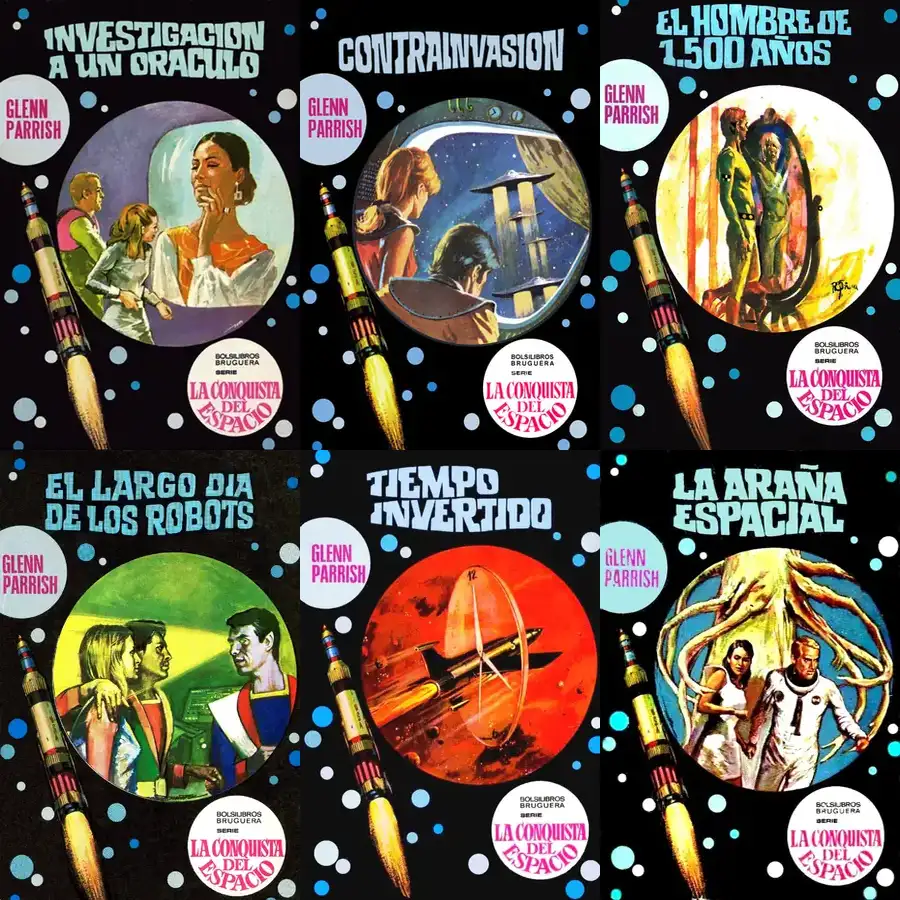 INVESTIGACION
A UN ORACULO
GLENN
PARRISH
BOLSILIBROS
BRUGUERA
SERIE
LA CONQUISTA
DEL
ESPACIO
CONTRAINVASION
GLENN
PARRISH
BOLSILIBROS
BRUGUERA
SERIE
LA CONQUISTA
DEL
ESPACIO
EL HOMBRE DE
1.500 AÑOS
GLENN
PARRISH
BOLSILIBROS
BRUGUERA
SERIE
LA CONQUISTA
DEL
ESPACIO
EL LARGO DIA
DE LOS ROBOTS
GLENN
PARRISH
BOLSILIBROS
BRUGUERA
SERIE
LA CONQUISTA
DEL
ESPACIO
TIEMPO
INVERTIDO
GLENN
PARRISH
12
BOLSILIBROS
BRUGUERA
SERIE
LA CONQUISTA
DEL
ESPACIO
LA ARAÑA
ESPACIAL
GLENN
PARRISH
BOLSILIBROS
BRUGUERA
SERIE
LA CONQUISTA
DEL
ESPACIO